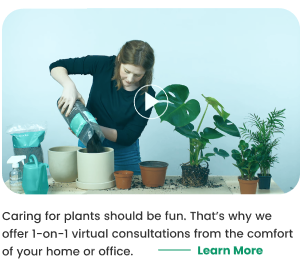 Caring for plants should be fun. That's why we
offer 1-on-1 virtual consultations from the comfort
of your home or office. Learn More